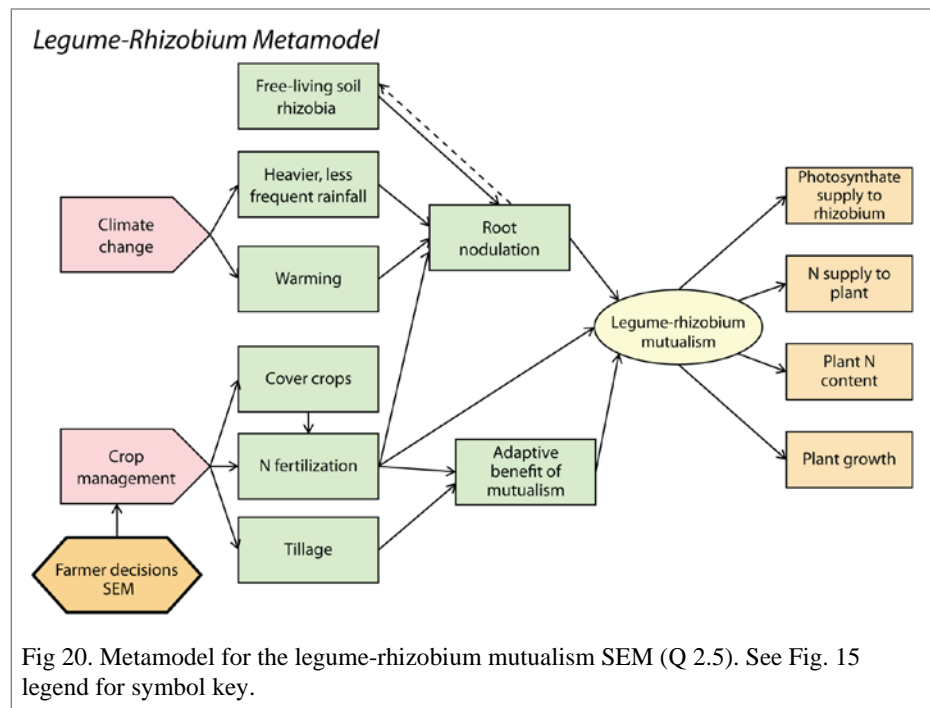 Legume-Rhizobium Metamodel
Free-living soil
rhizobia
Heavier, less
frequent rainfall
Climate
change
Warming
Root
nodulation
Photosynthate
supply to
rhizobium
N supply to
plant
Legume-rhizobium
mutualism
Plant N
content
Plant growth
Cover crops
Crop
management
N fertilization
Adaptive
benefit of
mutualism
Tillage
Farmer decisions
SEM
Fig 20. Metamodel for the legume-rhizobium mutualism SEM (Q 2.5). See Fig. 15
legend for symbol key.